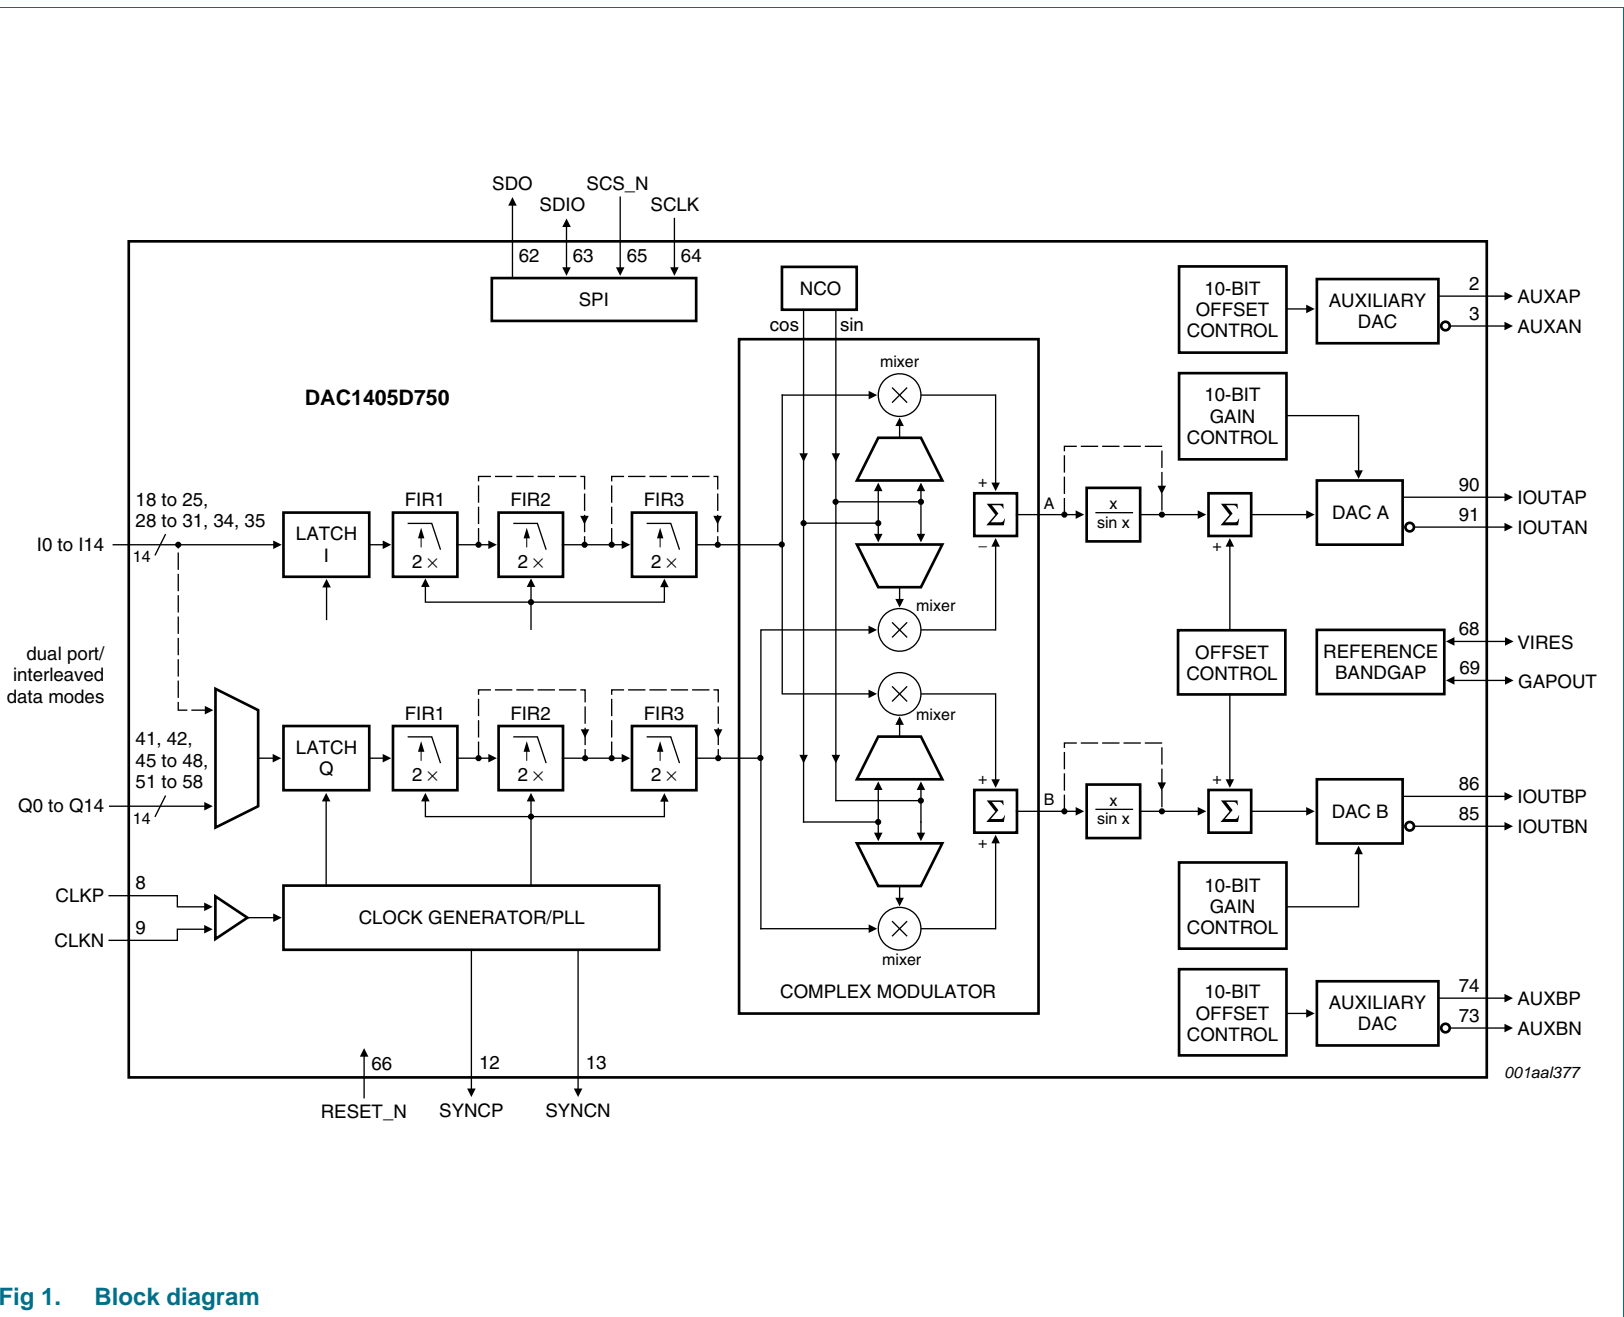 SDO
SCS_N
SDIO
SCLK
62
63
65
64
SPI
NCO
cos
sin
DAC1405D750
mixer
10-BIT
OFFSET
CONTROL
AUXILIARY
DAC
2
AUXAP
3
AUXAN
10-BIT
GAIN
CONTROL
18 to 25,
28 to 31, 34, 35
I0 to I14
14
LATCH
I
FIR1
2 ×
FIR2
2 ×
FIR3
2 ×
+
Σ
−
A
x
sin x
Σ
+
DAC A
90
IOUTAP
91
IOUTAN
mixer
dual port/
interleaved
data modes
OFFSET
CONTROL
REFERENCE
BANDGAP
68
VIRES
69
GAPOUT
mixer
41, 42,
45 to 48,
51 to 58
Q0 to Q14
14
LATCH
Q
FIR1
2 ×
FIR2
2 ×
FIR3
2 ×
+
Σ
+
B
x
sin x
+
Σ
DAC B
86
IOUTBP
85
IOUTBN
CLKP
8
CLKN
9
CLOCK GENERATOR/PLL
10-BIT
GAIN
CONTROL
mixer
COMPLEX MODULATOR
10-BIT
OFFSET
CONTROL
AUXILIARY
DAC
74
AUXBP
73
AUXBN
66
12
13
RESET_N
SYNCP
SYNCN
001aal377
Fig 1. Block diagram